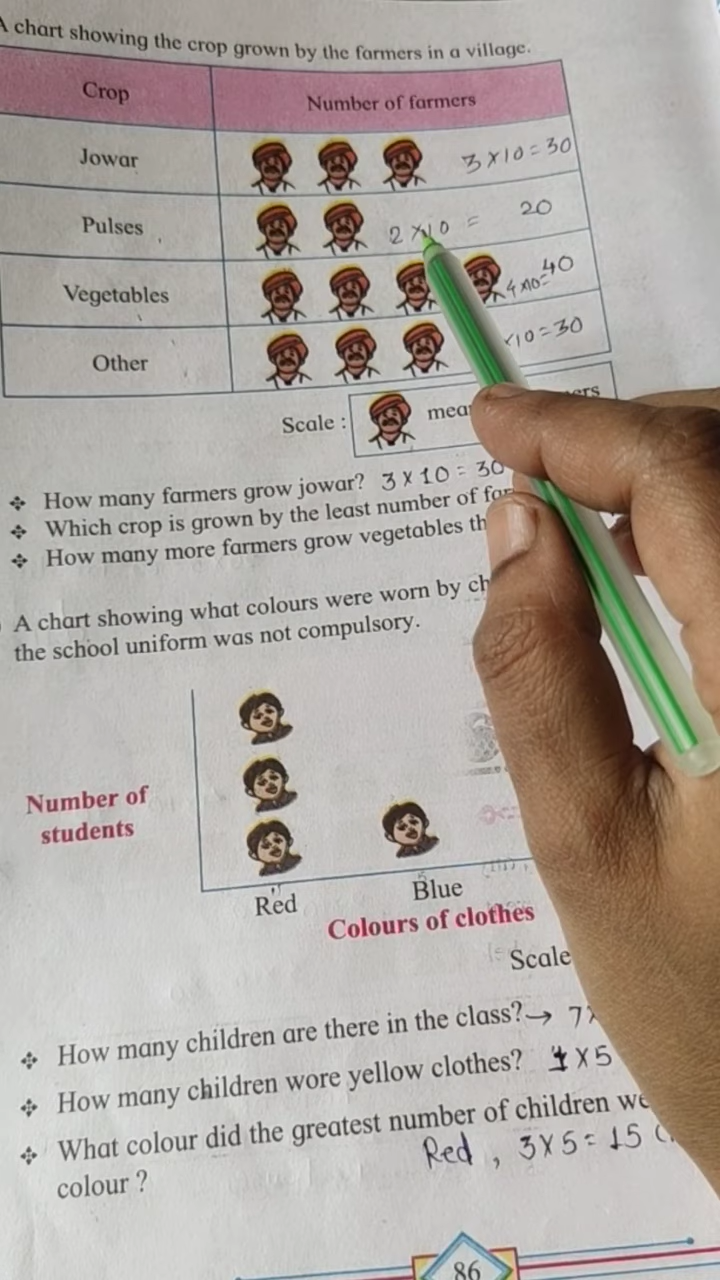 A chart showing the crop grown by the farmers in a village.
Crop Number of farmers
Jowar 3×10=30
Pulses 2×10 = 20
Vegetables 4×10=40
Other ×10=30
Scale :
How many farmers grow jowar? 3×10=30
Which crop is grown by the least number of
How many more farmers grow vegetables
A chart showing what colours were worn by
the school uniform was not compulsory.
Number of
students
Red Blue
Colours of clothes
Scale
How many children are there in the class?→ 7
How many children wore yellow clothes? 1×5
What colour did the greatest number of children
colour ?
Red, 3×5=15
86